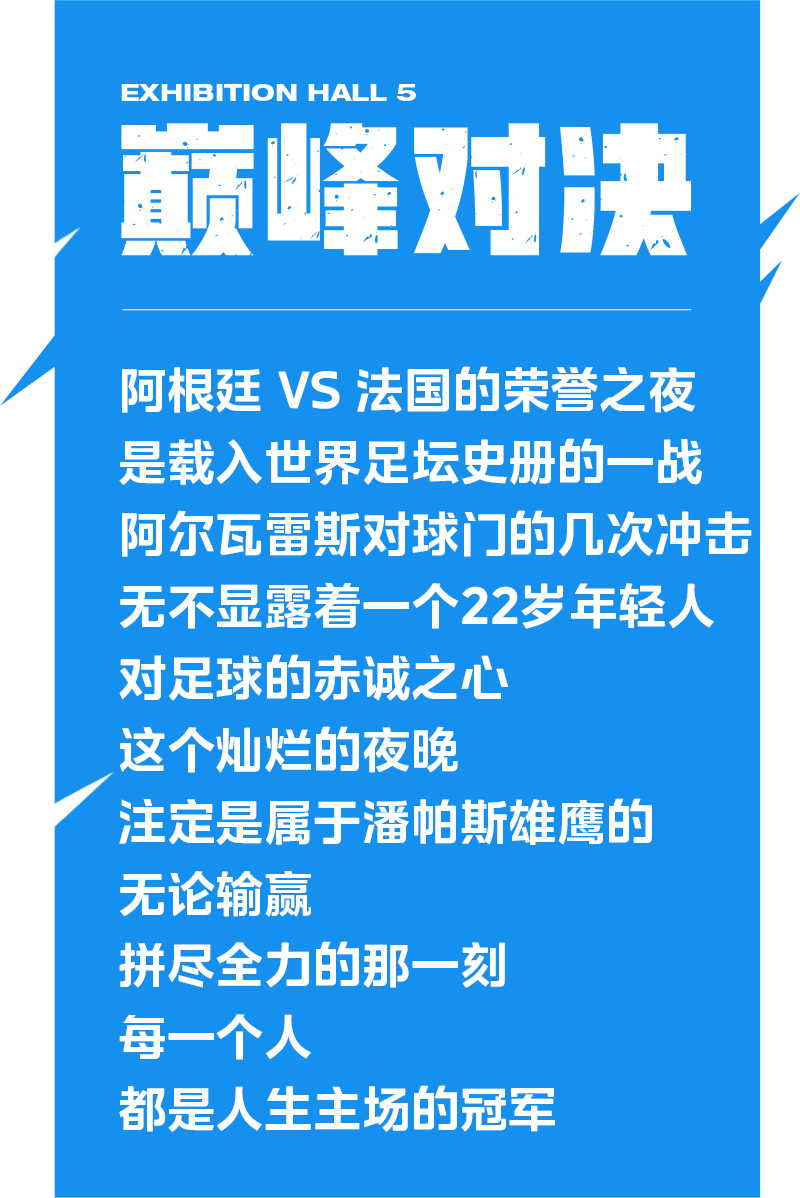 EXHIBITION HALL 5
巅峰对决
阿根廷 VS 法国的荣誉之夜
是载入世界足坛史册的一战
阿尔瓦雷斯对球门的几次冲击
无不显露着一个22岁年轻人
对足球的赤诚之心
这个灿烂的夜晚
注定是属于潘帕斯雄鹰的
无论输赢
拼尽全力的那一刻
每一个人
都是人生主场的冠军